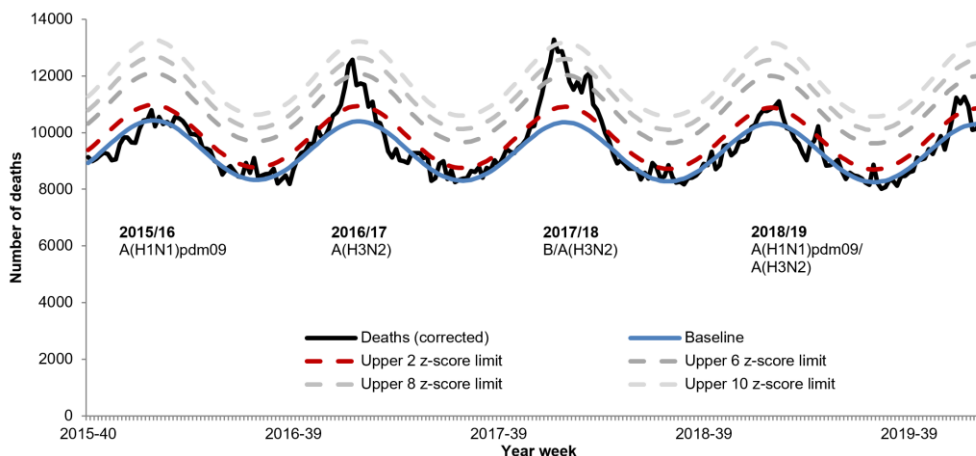 14000
12000
10000
8000
6000
4000
2000
0
Number of deaths
2015/16
A(H1N1)pdm09
2016/17
A(H3N2)
2017/18
B/A(H3N2)
2018/19
A(H1N1)pdm09/
A(H3N2)
Deaths (corrected)
Baseline
Upper 2 z-score limit
Upper 6 z-score limit
Upper 8 z-score limit
Upper 10 z-score limit
2015-40
2016-39
2017-39
2018-39
2019-39
Year week